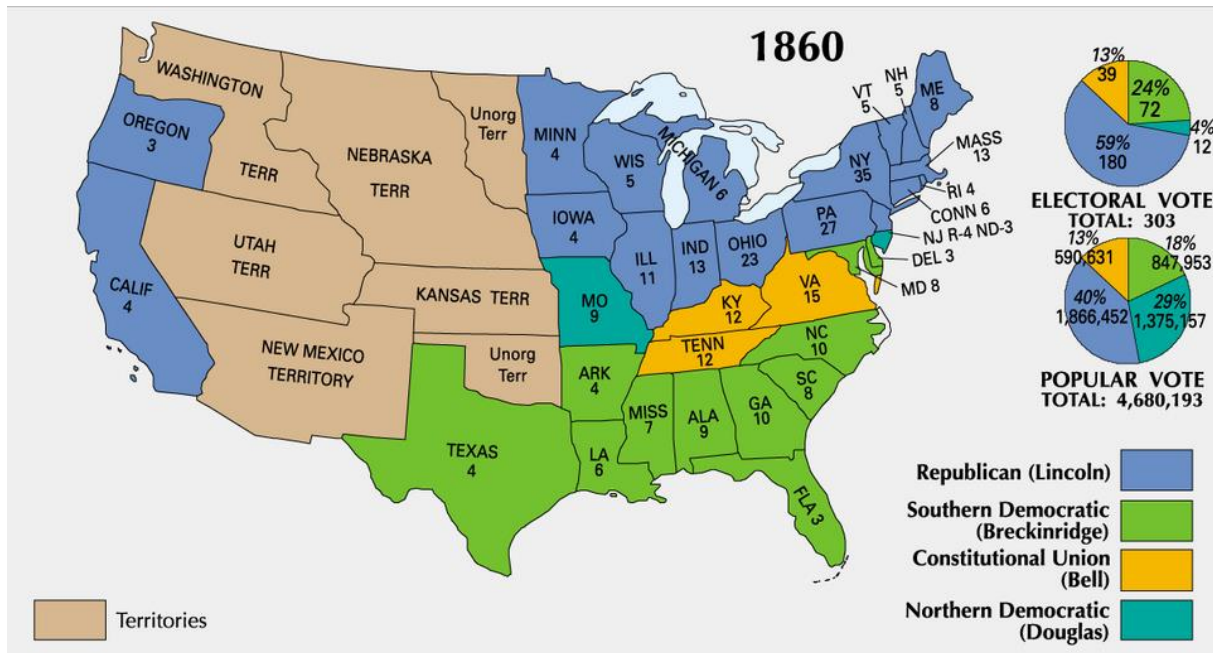 1860
WASHINGTON
TERR
OREGON
3
CALIF
4
NEBRASKA
TERR
Unorg
Terr
UTAH
TERR
KANSAS TERR
NEW MEXICO
TERRITORY
Unorg
Terr
TEXAS
4
MINN
4
IOWA
4
MO
9
ARK
4
LA
6
WIS
5
ILL
11
MICHIGAN 6
IND
13
OHIO
23
KY
12
TENN
12
MISS
7
ALA
9
GA
10
FLA 3
SC
8
NC
10
VA
15
PA
27
NY
35
VT
5
NH
5
ME
8
MASS
13
RI 4
CONN 6
NJ R-4 ND-3
DEL 3
MD 8
13%
39
24%
72
4%
12
59%
180
ELECTORAL VOTE
TOTAL: 303
13%
590,631
18%
847,953
40%
1,866,452
29%
1,375,157
POPULAR VOTE
TOTAL: 4,680,193
Republican (Lincoln)
Southern Democratic
(Breckinridge)
Constitutional Union
(Bell)
Northern Democratic
(Douglas)
Territories